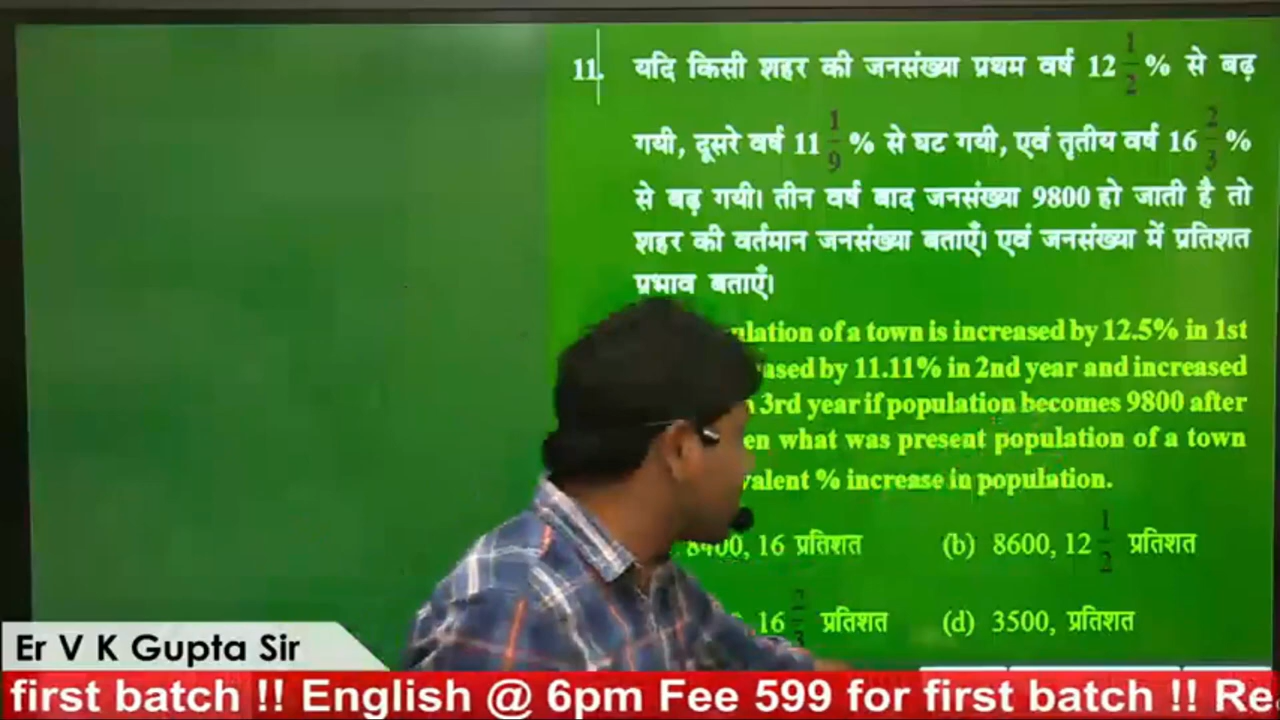 11. यदि किसी शहर की जनसंख्या प्रथम वर्ष 12 1/2 % से बढ़
गयी, दूसरे वर्ष 11 1/9 % से घट गयी, एवं तृतीय वर्ष 16 2/3 %
से बढ़ गयी। तीन वर्ष बाद जनसंख्या 9800 हो जाती है तो
शहर की वर्तमान जनसंख्या बताएँ। एवं जनसंख्या में प्रतिशत
प्रभाव बताएँ।
of a town is increased by 12.5% in 1st
by 11.11% in 2nd year and increased
3rd year if population becomes 9800 after
what was present population of a town
% increase in population.
8400, 16 प्रतिशत
(b) 8600, 12 1/2 प्रतिशत
16 2/3 प्रतिशत
(d) 3500, प्रतिशत
Er V K Gupta Sir
first batch !! English @ 6pm Fee 599 for first batch !!